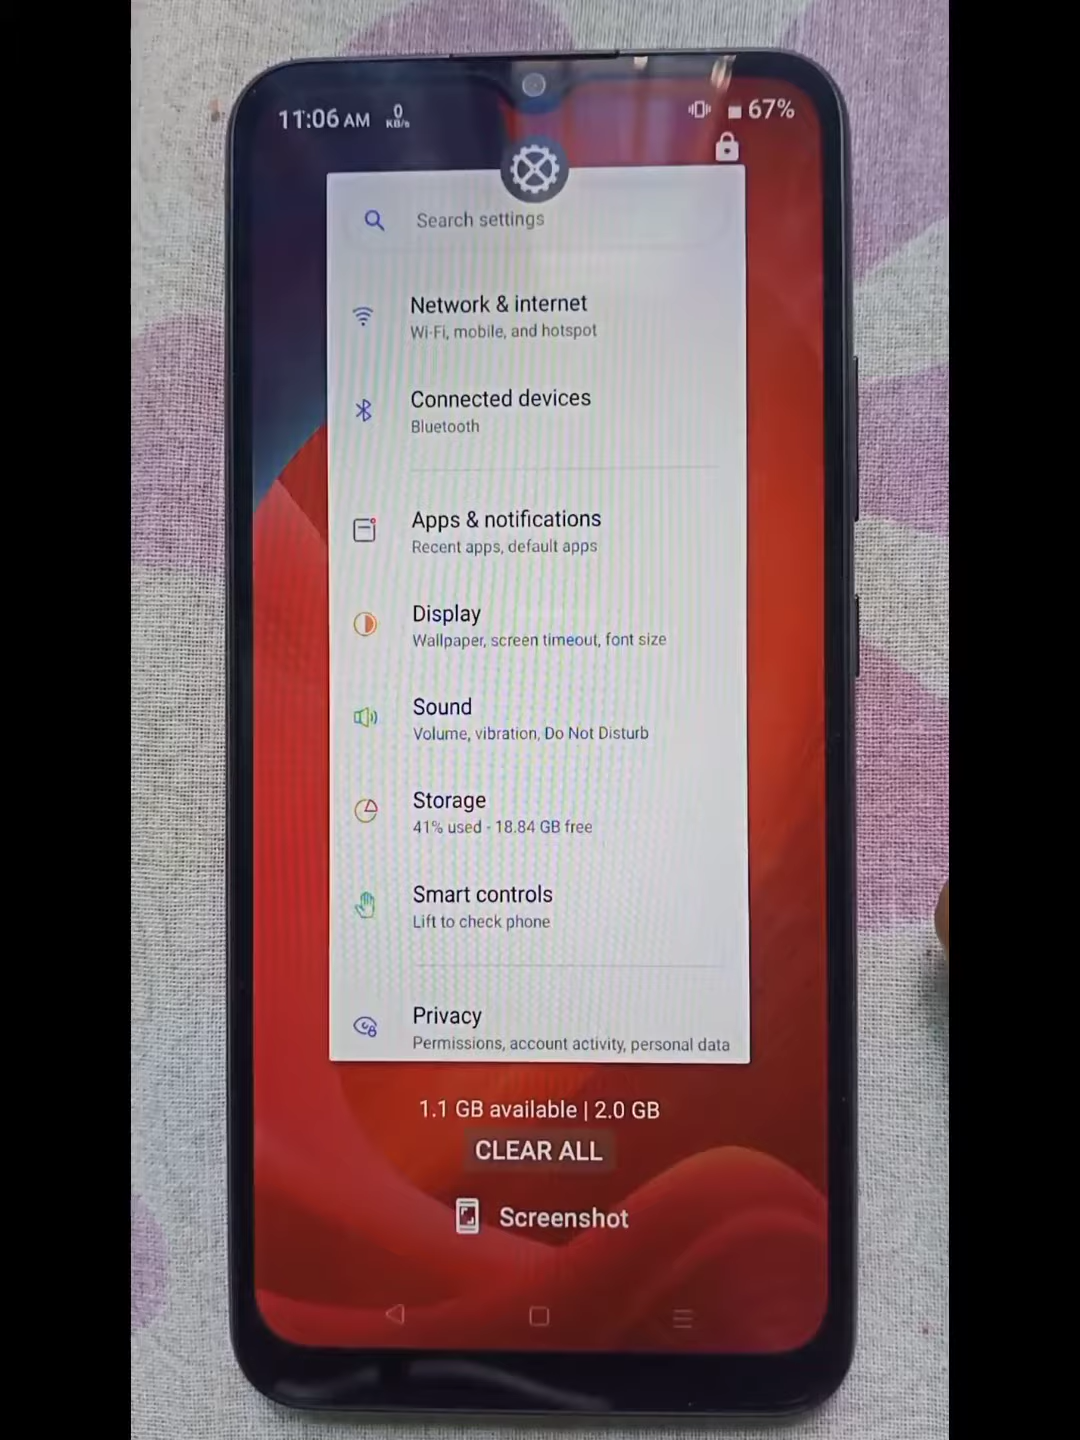 11:06 AM 0 KB/s 67%
Search settings
Network & internet
Wi-Fi, mobile, and hotspot
Connected devices
Bluetooth
Apps & notifications
Recent apps, default apps
Display
Wallpaper, screen timeout, font size
Sound
Volume, vibration, Do Not Disturb
Storage
41% used - 18.84 GB free
Smart controls
Lift to check phone
Privacy
Permissions, account activity, personal data
1.1 GB available | 2.0 GB
CLEAR ALL
Screenshot